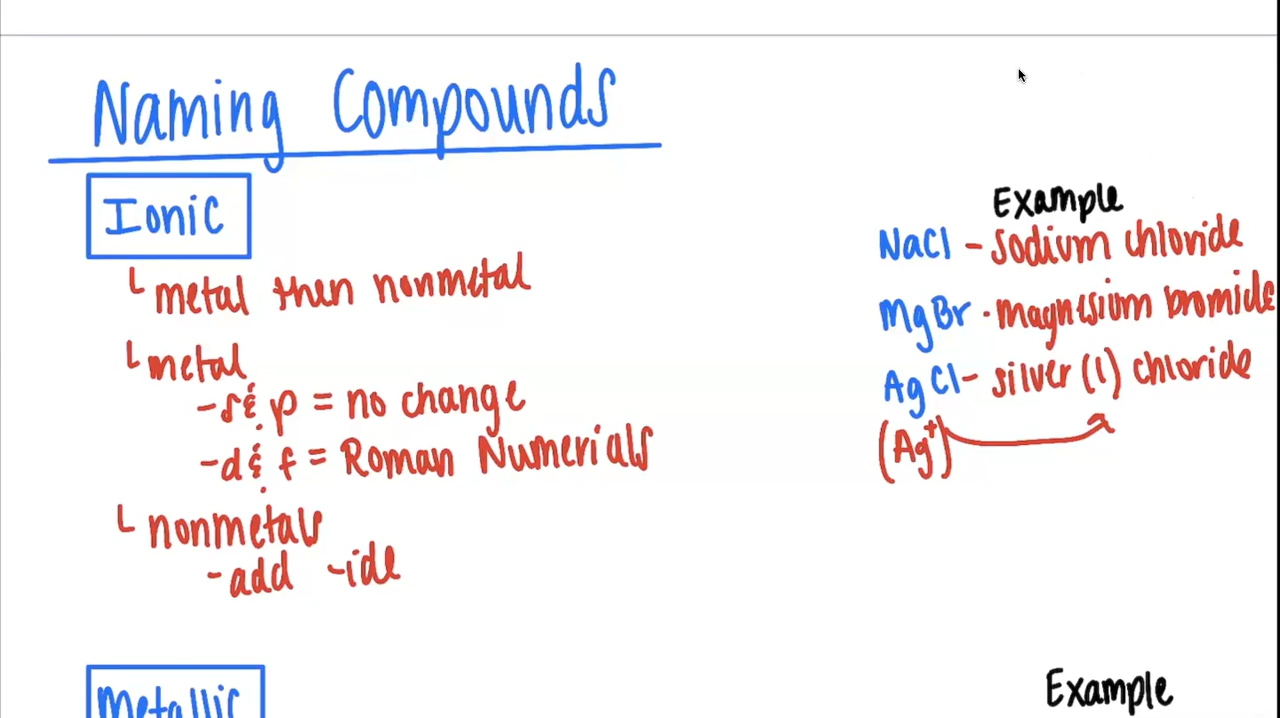 Naming Compounds
Ionic
metal then nonmetal
metal
- s & p = no change
- d & f = Roman Numerials
nonmetals
- add -ide
Example
NaCl - sodium chloride
MgBr - magnesium bromide
AgCl - silver (1) chloride
(Ag+)
Metallic
Example